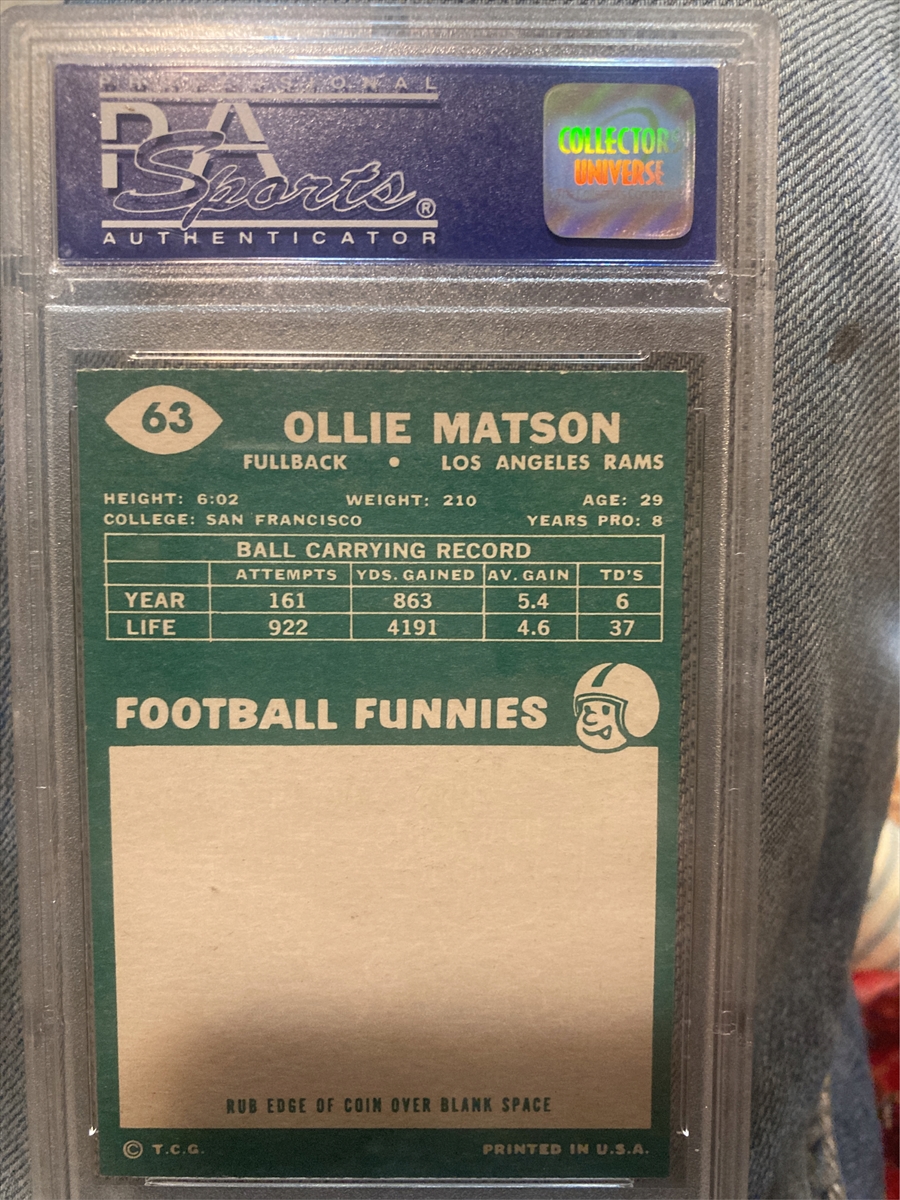 PROFESSIONAL
PSA
Sports®
AUTHENTICATOR
COLLECTORS
UNIVERSE
63
OLLIE MATSON
FULLBACK • LOS ANGELES RAMS
HEIGHT: 6:02 WEIGHT: 210 AGE: 29
COLLEGE: SAN FRANCISCO YEARS PRO: 8
BALL CARRYING RECORD
ATTEMPTS YDS. GAINED AV. GAIN TD'S
YEAR 161 863 5.4 6
LIFE 922 4191 4.6 37
FOOTBALL FUNNIES
RUB EDGE OF COIN OVER BLANK SPACE
© T.C.G. PRINTED IN U.S.A.